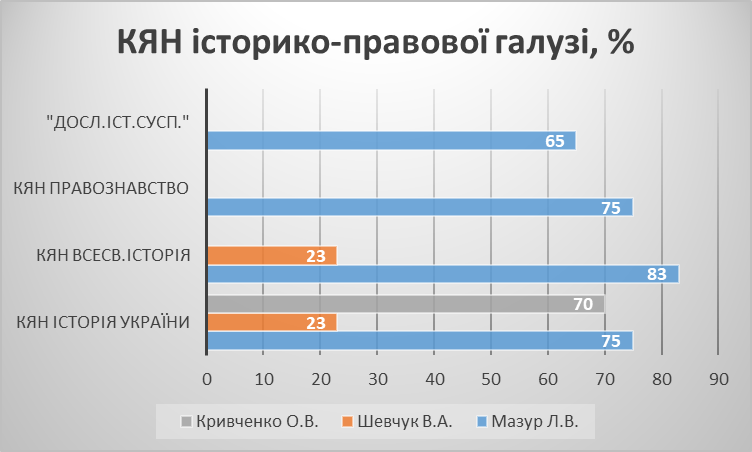 КЯН історико-правової галузі, %
"ДОСЛ.ІСТ.СУСП."
65
КЯН ПРАВОЗНАВСТВО
75
КЯН ВСЕСВ.ІСТОРІЯ
23
83
КЯН ІСТОРІЯ УКРАЇНИ
70
23
75
0 10 20 30 40 50 60 70 80 90
Кривченко О.В. Шевчук В.А. Мазур Л.В.